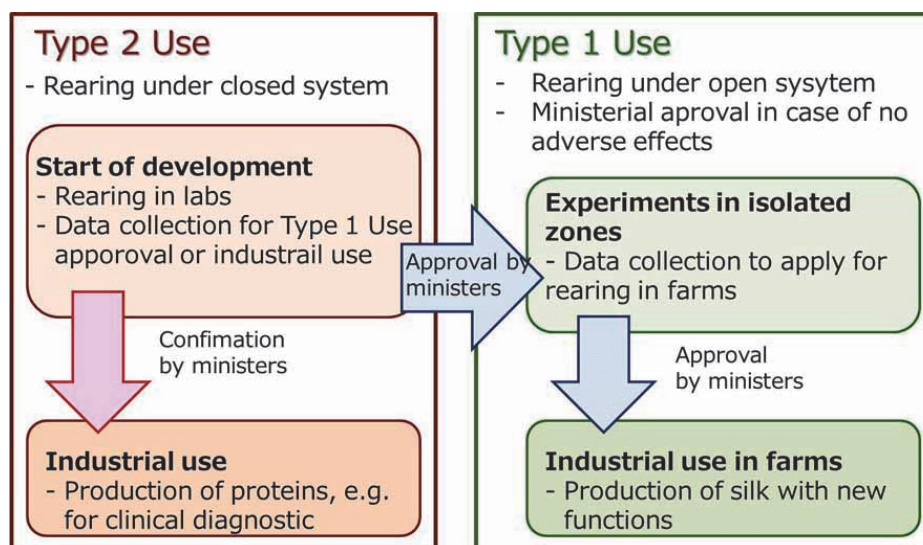 Type 2 Use
- Rearing under closed system
Start of development
- Rearing in labs
- Data collection for Type 1 Use
apporoval or industrail use
Confimation
by ministers
Industrial use
- Production of proteins, e.g.
for clinical diagnostic
Approval by
ministers
Type 1 Use
- Rearing under open sysytem
- Ministerial aproval in case of no
adverse effects
Experiments in isolated
zones
- Data collection to apply for
rearing in farms
Approval
by ministers
Industrial use in farms
- Production of silk with new
functions